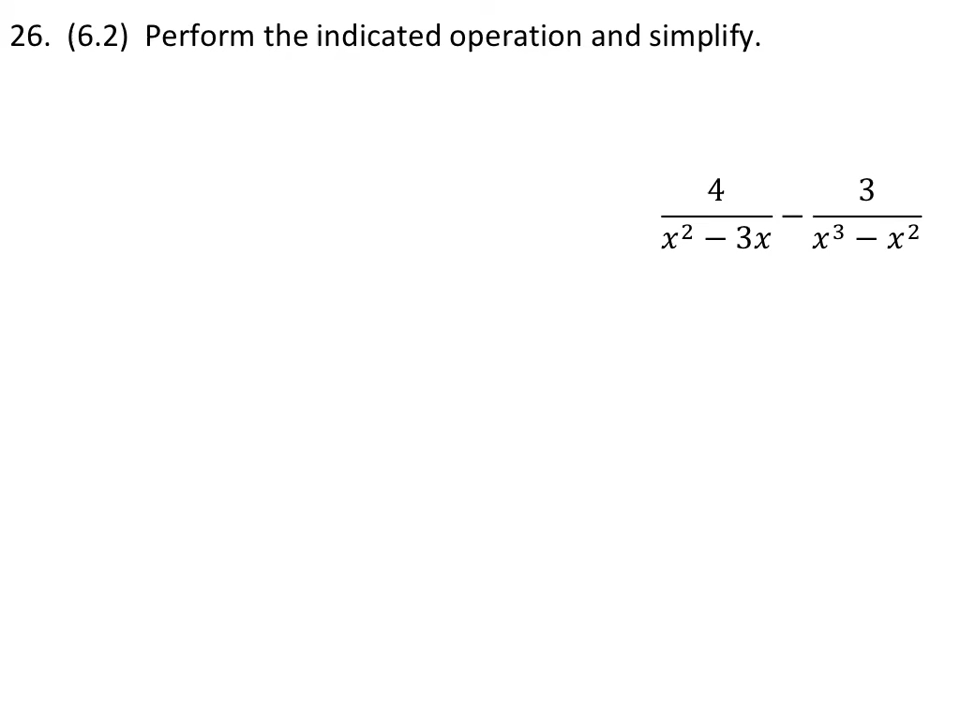 26. (6.2) Perform the indicated operation and simplify.
4/(x² − 3x) − 3/(x³ − x²)